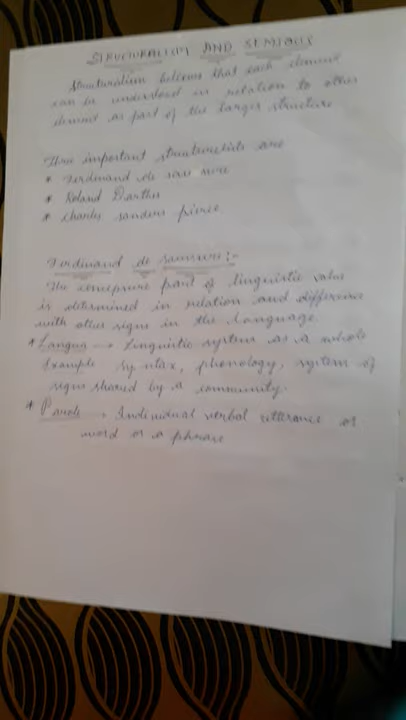 STRUCTURALISM AND SEMIOTICS
Structuralism believes that each element
can be understood in relation to other
element as part of the larger structure
Three important structuralists are
* Ferdinand de saussure
* Roland Barthes
* Charles sanders pierce
Ferdinand de saussure :-
The conceptual part of linguistic value
is determined in relation and difference
with other signs in the language.
* Langua → Linguistic system as a whole
Example syntax, phonology, system of
signs shared by a community.
* Parole → Individual verbal utterance of
word or a phrase